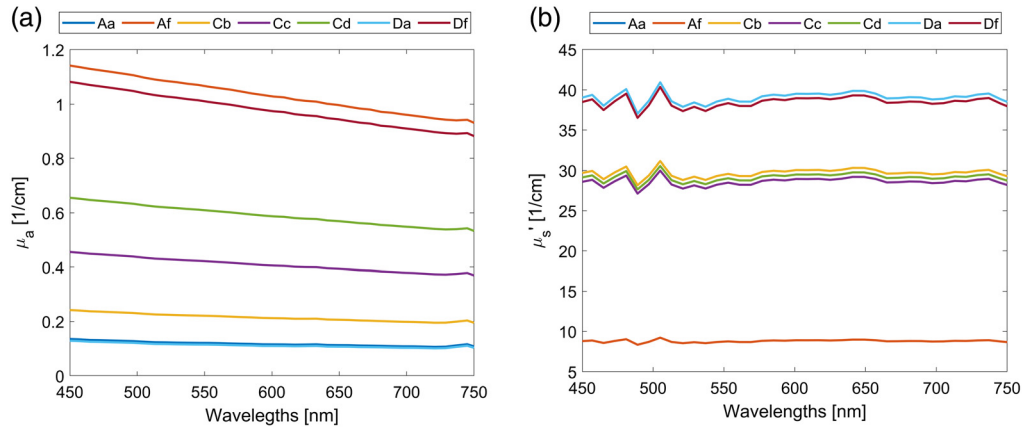 (a)
Aa Af Cb Cc Cd Da Df
1.2
1
0.8
0.6
0.4
0.2
0
μa [1/cm]
450 500 550 600 650 700 750
Wavelegths [nm]
(b)
Aa Af Cb Cc Cd Da Df
45
40
35
30
25
20
15
10
5
μs' [1/cm]
450 500 550 600 650 700 750
Wavelengths [nm]